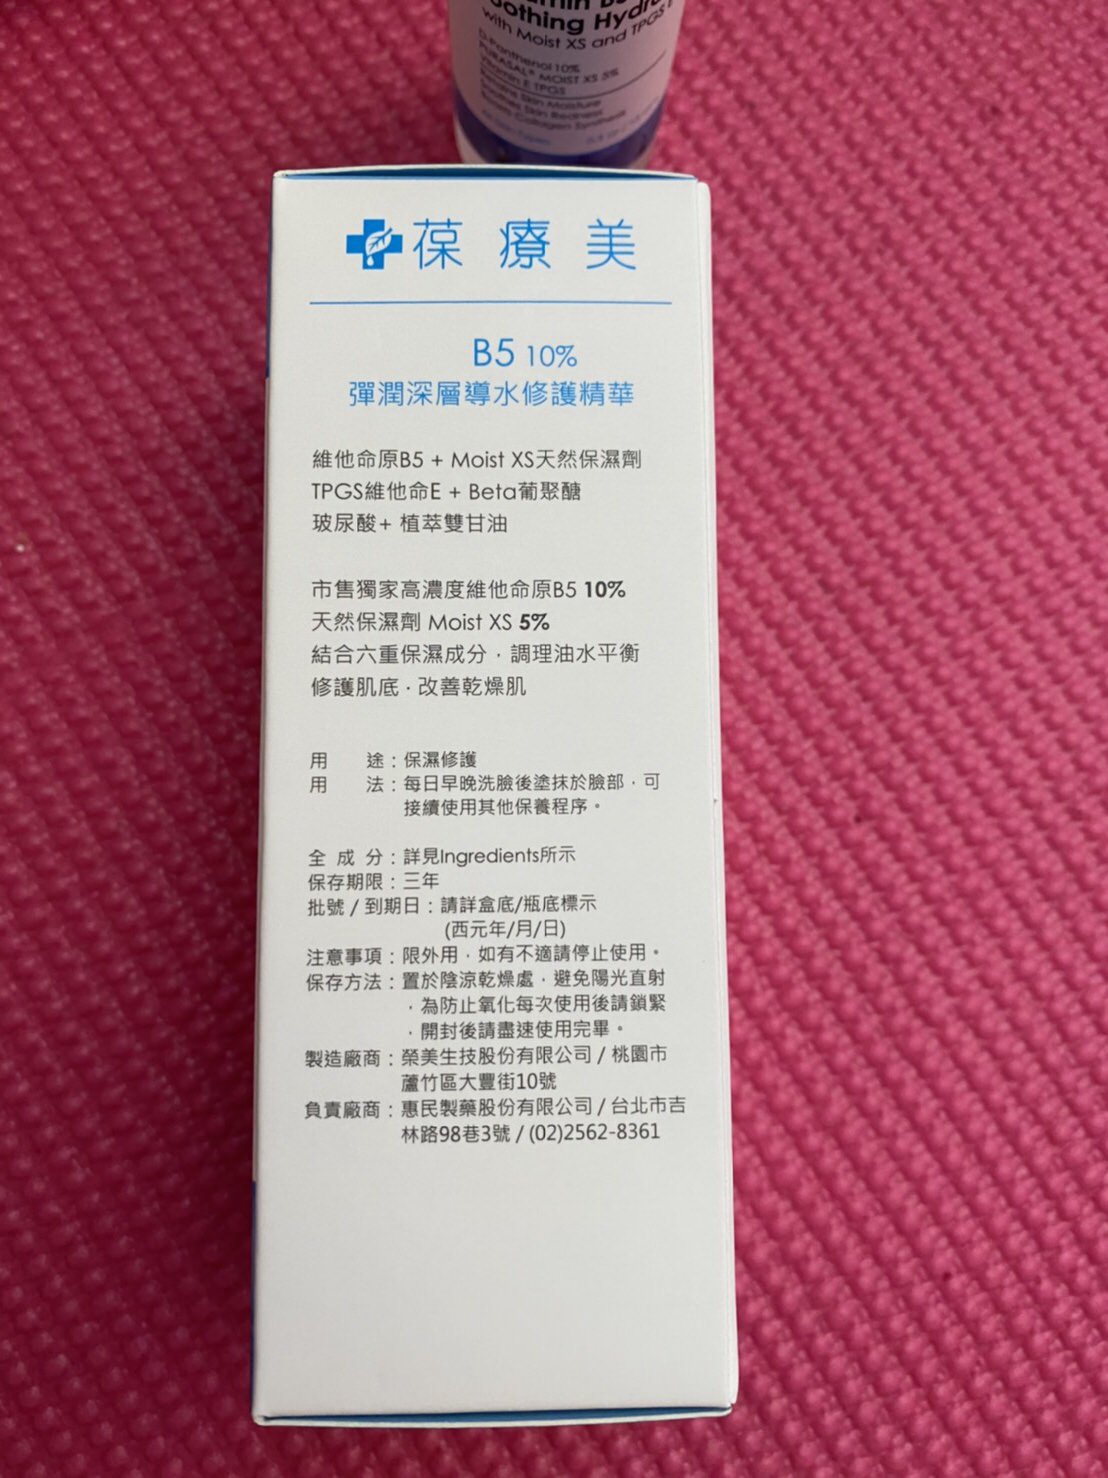 othing Hydr
with Moist XS and TPGS
D-Panthenol 10%
PURASAL® MOIST XS 5%
Vitamin E TPGS
葆療美
B5 10%
彈潤深層導水修護精華
維他命原B5 + Moist XS天然保濕劑
TPGS維他命E + Beta葡聚醣
玻尿酸+ 植萃雙甘油
市售獨家高濃度維他命原B5 10%
天然保濕劑 Moist XS 5%
結合六重保濕成分，調理油水平衡
修護肌底．改善乾燥肌
用　　途：保濕修護
用　　法：每日早晚洗臉後塗抹於臉部，可
接續使用其他保養程序。
全 成 分：詳見Ingredients所示
保存期限：三年
批號 / 到期日：請詳盒底/瓶底標示
(西元年/月/日)
注意事項：限外用，如有不適請停止使用。
保存方法：置於陰涼乾燥處，避免陽光直射
，為防止氧化每次使用後請鎖緊
，開封後請盡速使用完畢。
製造廠商：榮美生技股份有限公司 / 桃園市
蘆竹區大豐街10號
負責廠商：惠民製藥股份有限公司 / 台北市吉
林路98巷3號 / (02)2562-8361